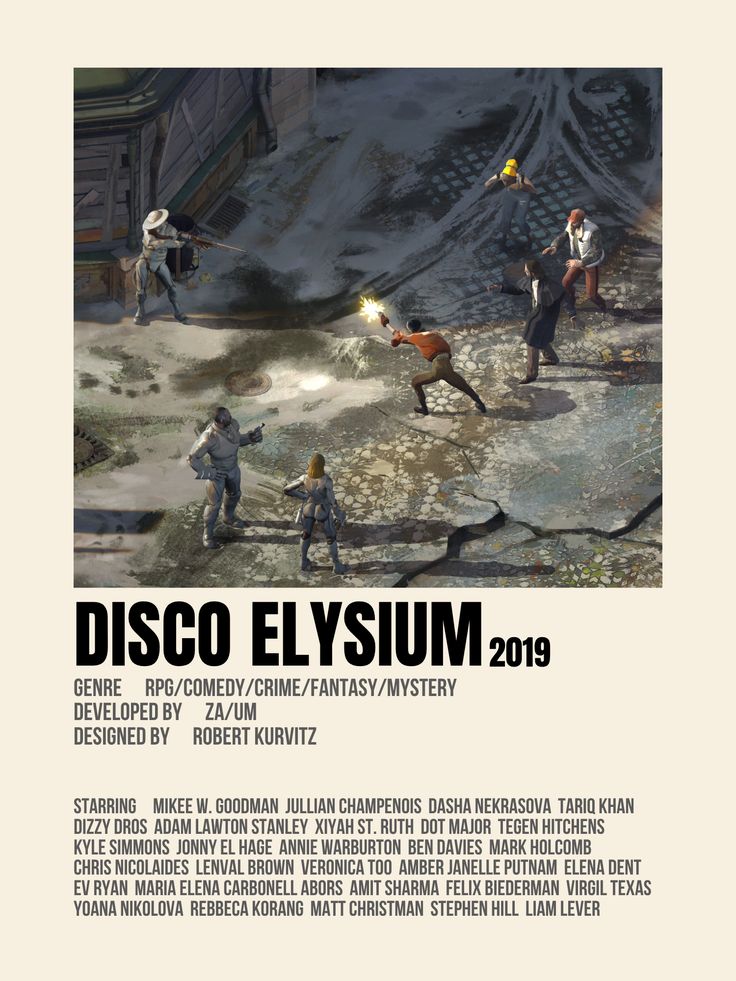 DISCO ELYSIUM 2019
GENRE RPG/COMEDY/CRIME/FANTASY/MYSTERY
DEVELOPED BY ZA/UM
DESIGNED BY ROBERT KURVITZ
STARRING MIKEE W. GOODMAN JULLIAN CHAMPENOIS DASHA NEKRASOVA TARIQ KHAN
DIZZY DROS ADAM LAWTON STANLEY XIYAH ST. RUTH DOT MAJOR TEGEN HITCHENS
KYLE SIMMONS JONNY EL HAGE ANNIE WARBURTON BEN DAVIES MARK HOLCOMB
CHRIS NICOLAIDES LENVAL BROWN VERONICA TOO AMBER JANELLE PUTNAM ELENA DENT
EV RYAN MARIA ELENA CARBONELL ABORS AMIT SHARMA FELIX BIEDERMAN VIRGIL TEXAS
YOANA NIKOLOVA REBBECA KORANG MATT CHRISTMAN STEPHEN HILL LIAM LEVER